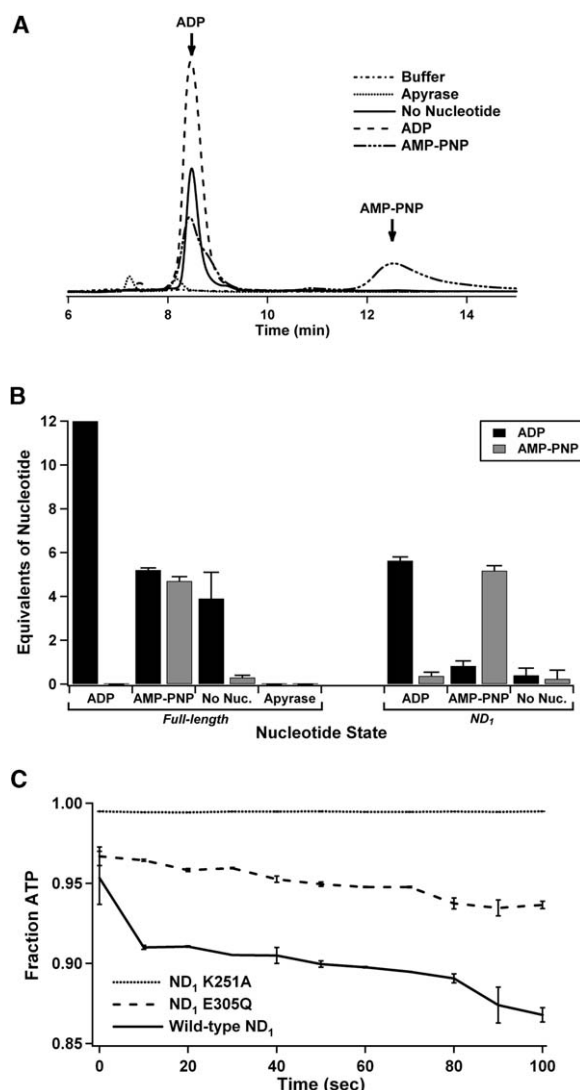 A
ADP
Buffer
Apyrase
No Nucleotide
ADP
AMP-PNP
AMP-PNP
6 8 10 12 14
Time (min)
B
12
10
8
6
4
2
0
Equivalents of Nucleotide
ADP
AMP-PNP
ADP AMP-PNP No Nuc. Apyrase ADP AMP-PNP No Nuc.
Full-length ND1
Nucleotide State
C
1.00
0.95
0.90
0.85
Fraction ATP
ND1 K251A
ND1 E305Q
Wild-type ND1
0 20 40 60 80 100
Time (sec)